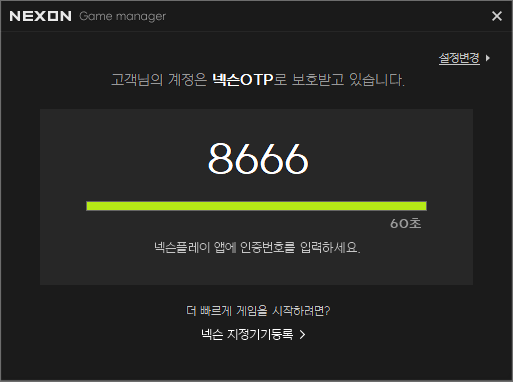 NEXON Game manager
설정변경
고객님의 계정은 넥슨OTP로 보호받고 있습니다.
8666
60초
넥슨플레이 앱에 인증번호를 입력하세요.
더 빠르게 게임을 시작하려면?
넥슨 지정기기등록 >